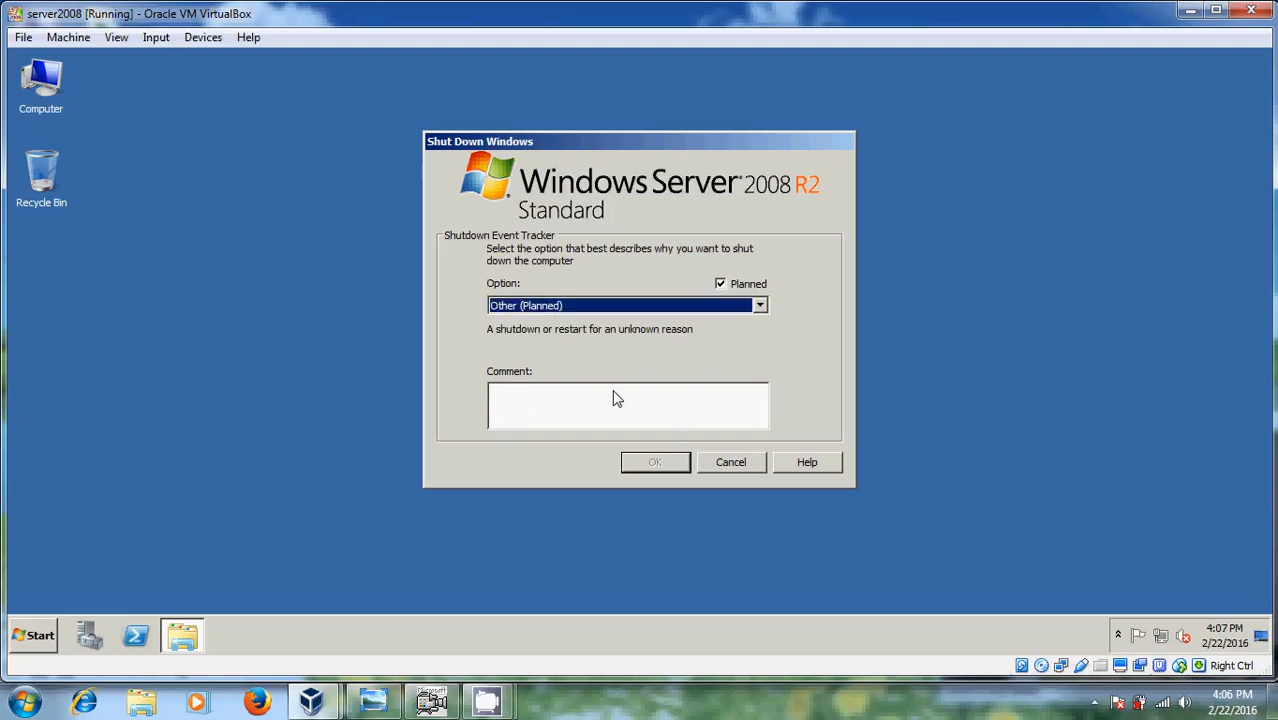 server2008 [Running] - Oracle VM VirtualBox
File Machine View Input Devices Help
Computer
Recycle Bin
Shut Down Windows
Windows Server 2008 R2
Standard
Shutdown Event Tracker
Select the option that best describes why you want to shut
down the computer
Option: Planned
Other (Planned)
A shutdown or restart for an unknown reason
Comment:
OK Cancel Help
Start
4:07 PM
2/22/2016
Right Ctrl
Microsoft
4:06 PM
2/22/2016